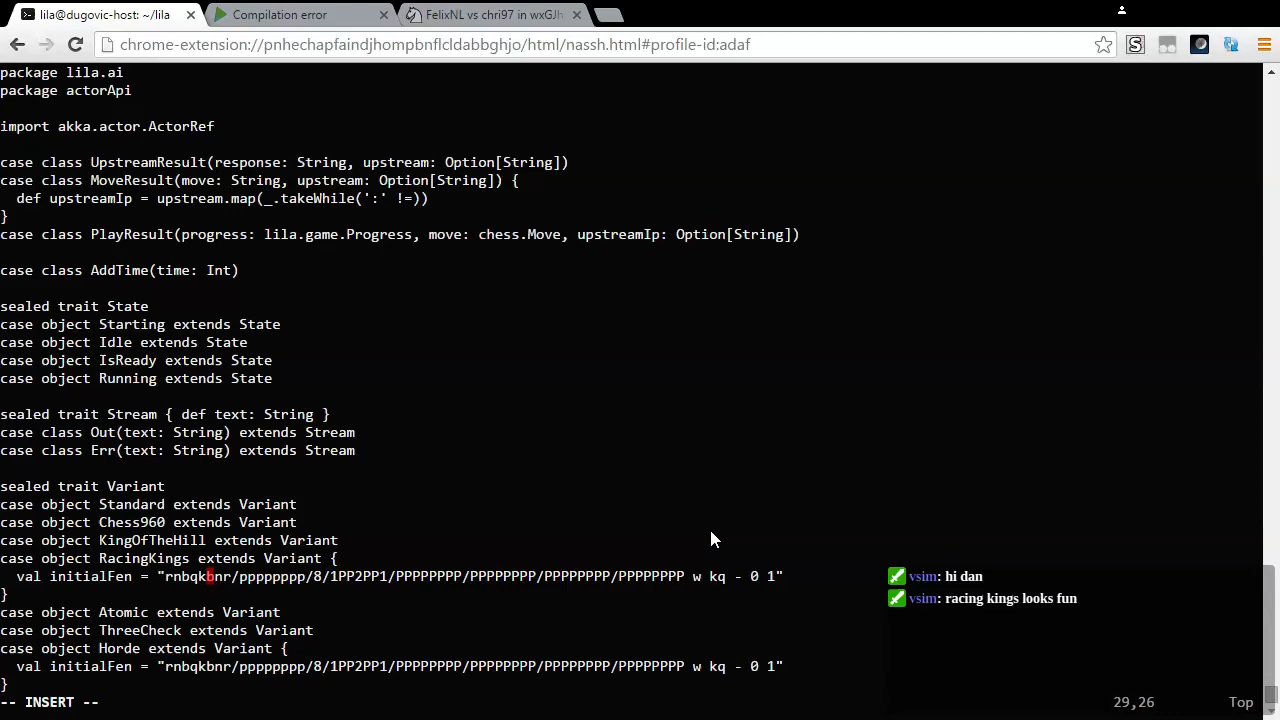 lila@dugovic-host: ~/lila
Compilation error
FelixNL vs chri97 in wxGJh
chrome-extension://pnhechapfaindjhompbnflcldabbghjo/html/nassh.html#profile-id:adaf
S
package lila.ai
package actorApi
import akka.actor.ActorRef
case class UpstreamResult(response: String, upstream: Option[String])
case class MoveResult(move: String, upstream: Option[String]) {
  def upstreamIp = upstream.map(_.takeWhile(':' !=))
}
case class PlayResult(progress: lila.game.Progress, move: chess.Move, upstreamIp: Option[String])
case class AddTime(time: Int)
sealed trait State
case object Starting extends State
case object Idle extends State
case object IsReady extends State
case object Running extends State
sealed trait Stream { def text: String }
case class Out(text: String) extends Stream
case class Err(text: String) extends Stream
sealed trait Variant
case object Standard extends Variant
case object Chess960 extends Variant
case object KingOfTheHill extends Variant
case object RacingKings extends Variant {
  val initialFen = "rnbqkbnr/pppppppp/8/1PP2PP1/PPPPPPPP/PPPPPPPP/PPPPPPPP/PPPPPPPP w kq - 0 1"
}
case object Atomic extends Variant
case object ThreeCheck extends Variant
case object Horde extends Variant {
  val initialFen = "rnbqkbnr/pppppppp/8/1PP2PP1/PPPPPPPP/PPPPPPPP/PPPPPPPP/PPPPPPPP w kq - 0 1"
}
-- INSERT --
29,26
Top
vsim: hi dan
vsim: racing kings looks fun